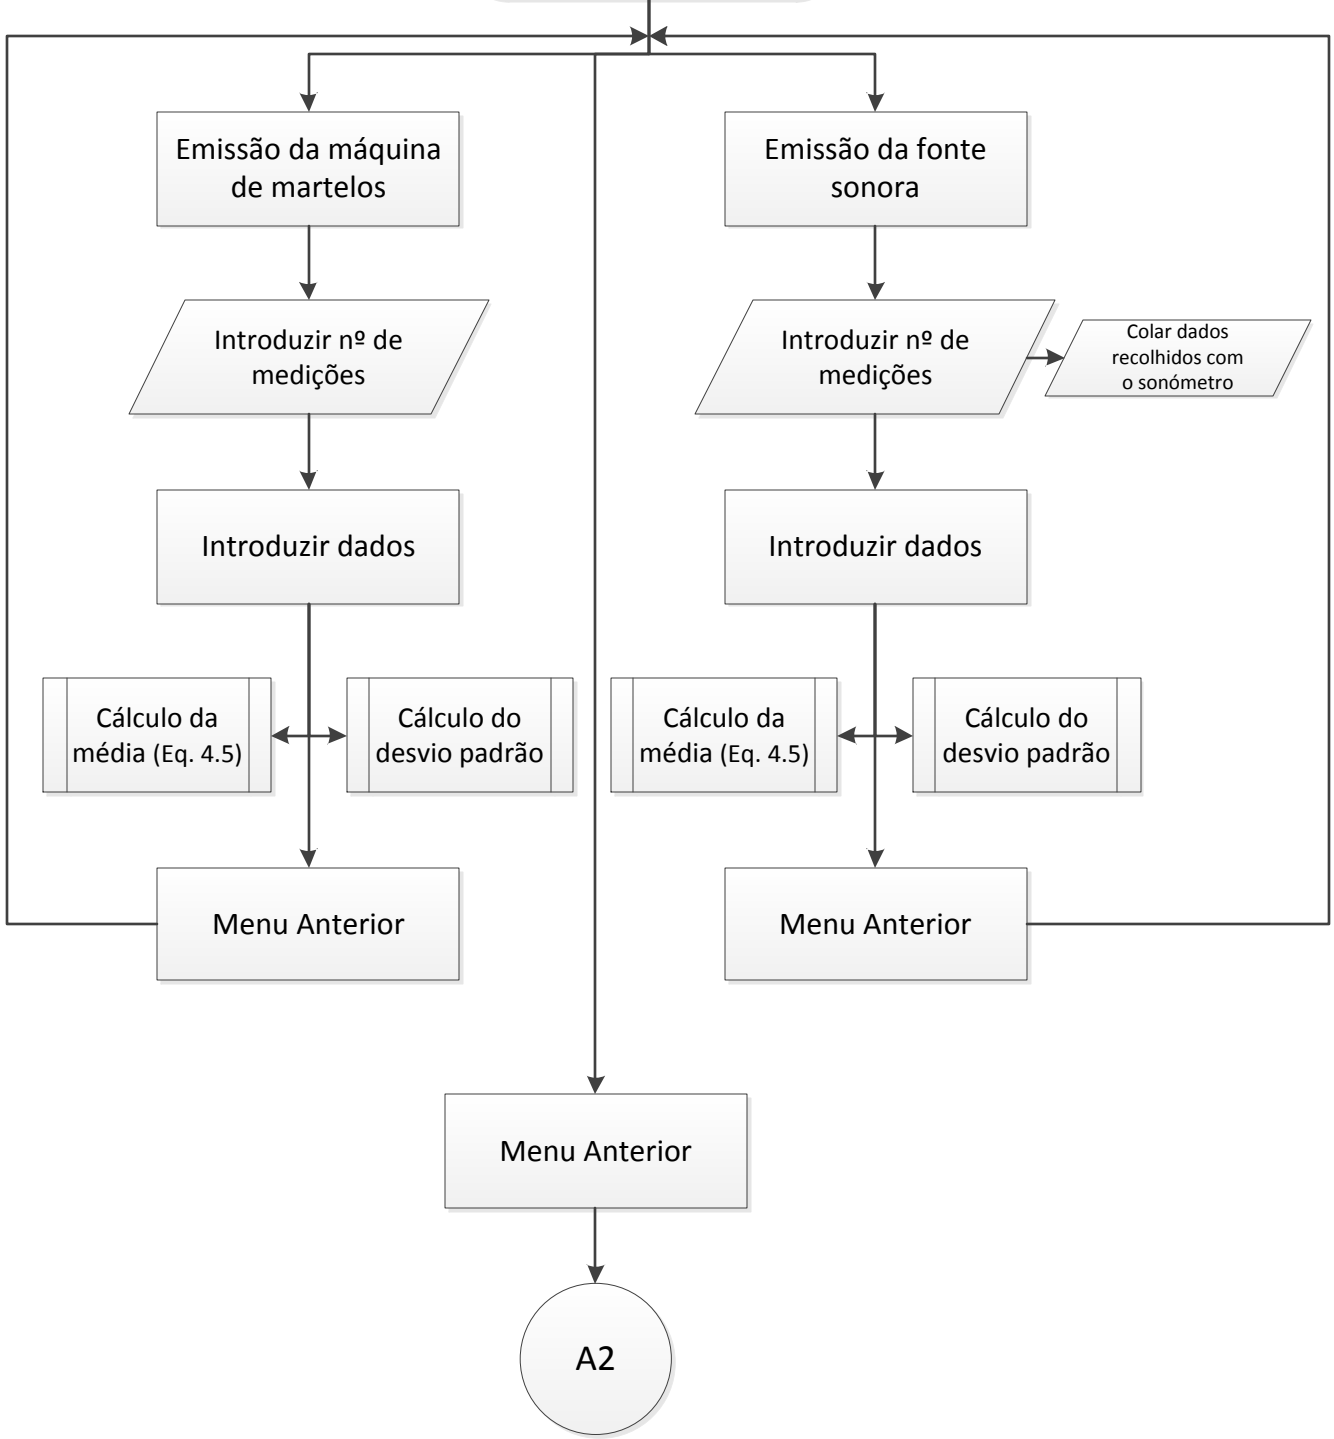 Emissão da máquina
de martelos
Emissão da fonte
sonora
Introduzir nº de
medições
Introduzir nº de
medições
Colar dados
recolhidos com
o sonómetro
Introduzir dados
Introduzir dados
Cálculo da
média (Eq. 4.5)
Cálculo do
desvio padrão
Cálculo da
média (Eq. 4.5)
Cálculo do
desvio padrão
Menu Anterior
Menu Anterior
Menu Anterior
A2